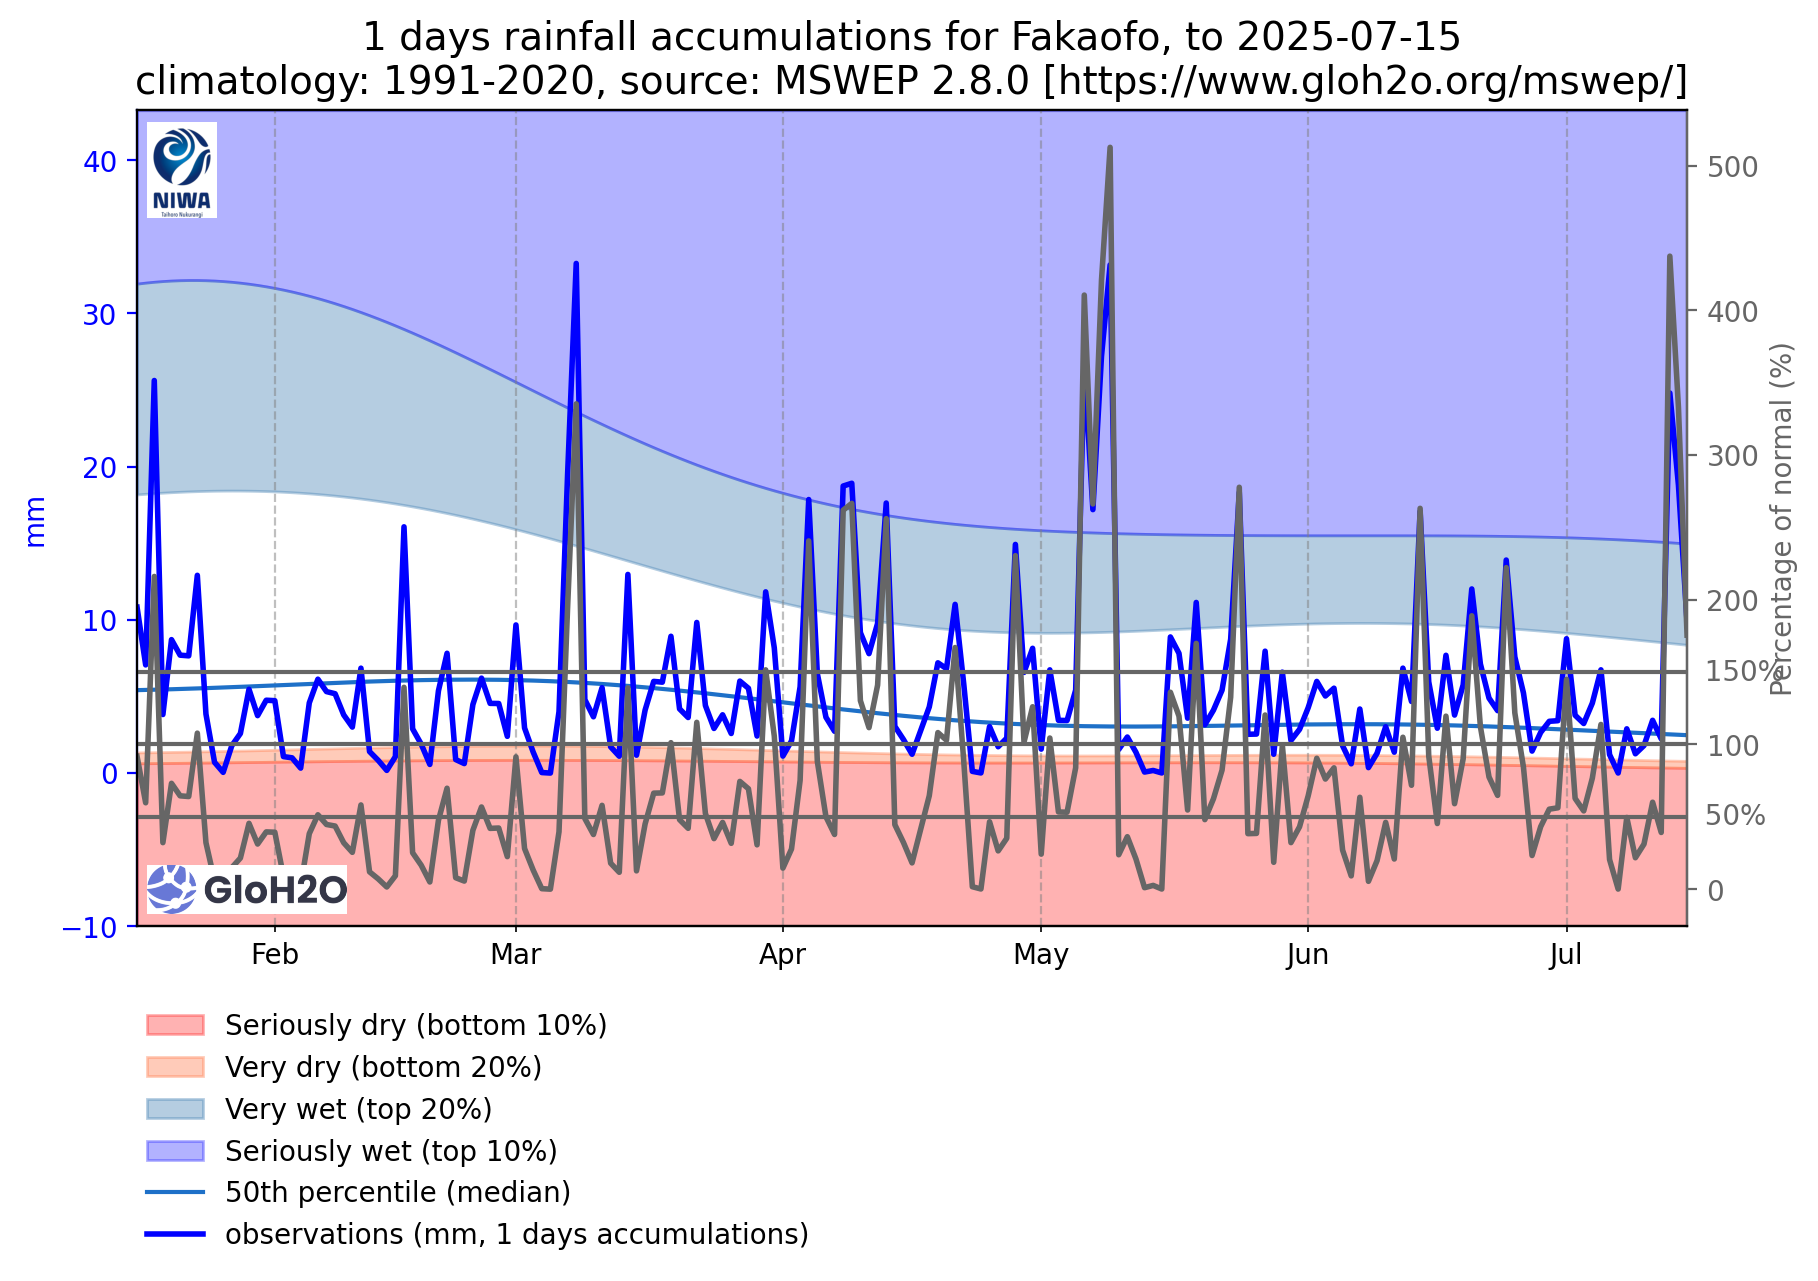 1 days rainfall accumulations for Fakaofo, to 2025-07-15
climatology: 1991-2020, source: MSWEP 2.8.0 [https://www.gloh2o.org/mswep/]
NIWA
Taihoro Nukurangi
40
30
20
10
0
−10
mm
500
400
300
200
150%
100
50%
0
Percentage of normal (%)
GloH2O
Feb
Mar
Apr
May
Jun
Jul
Seriously dry (bottom 10%)
Very dry (bottom 20%)
Very wet (top 20%)
Seriously wet (top 10%)
50th percentile (median)
observations (mm, 1 days accumulations)